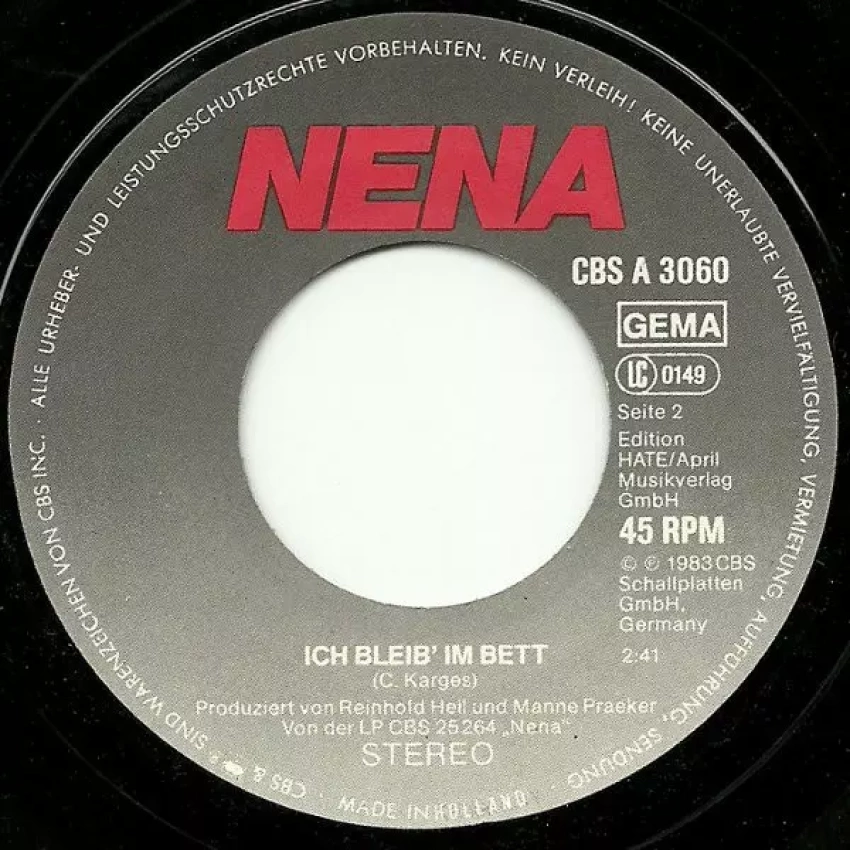 · ALLE URHEBER- UND LEISTUNGSSCHUTZRECHTE VORBEHALTEN. KEIN VERLEIH! KEINE UNERLAUBTE VERVIELFÄLTIGUNG, VERMIETUNG, AUFFÜHRUNG, SENDUNG
NENA
CBS A 3060
GEMA
LC 0149
Seite 2
Edition
HATE/April
Musikverlag
GmbH
45 RPM
© ℗ 1983 CBS
Schallplatten
GmbH,
Germany
2:41
ICH BLEIB' IM BETT
(C. Karges)
Produziert von Reinhold Heil und Manne Praeker
Von der LP CBS 25264 „Nena“
STEREO
CBS & SIND WARENZEICHEN VON CBS INC.
MADE IN HOLLAND